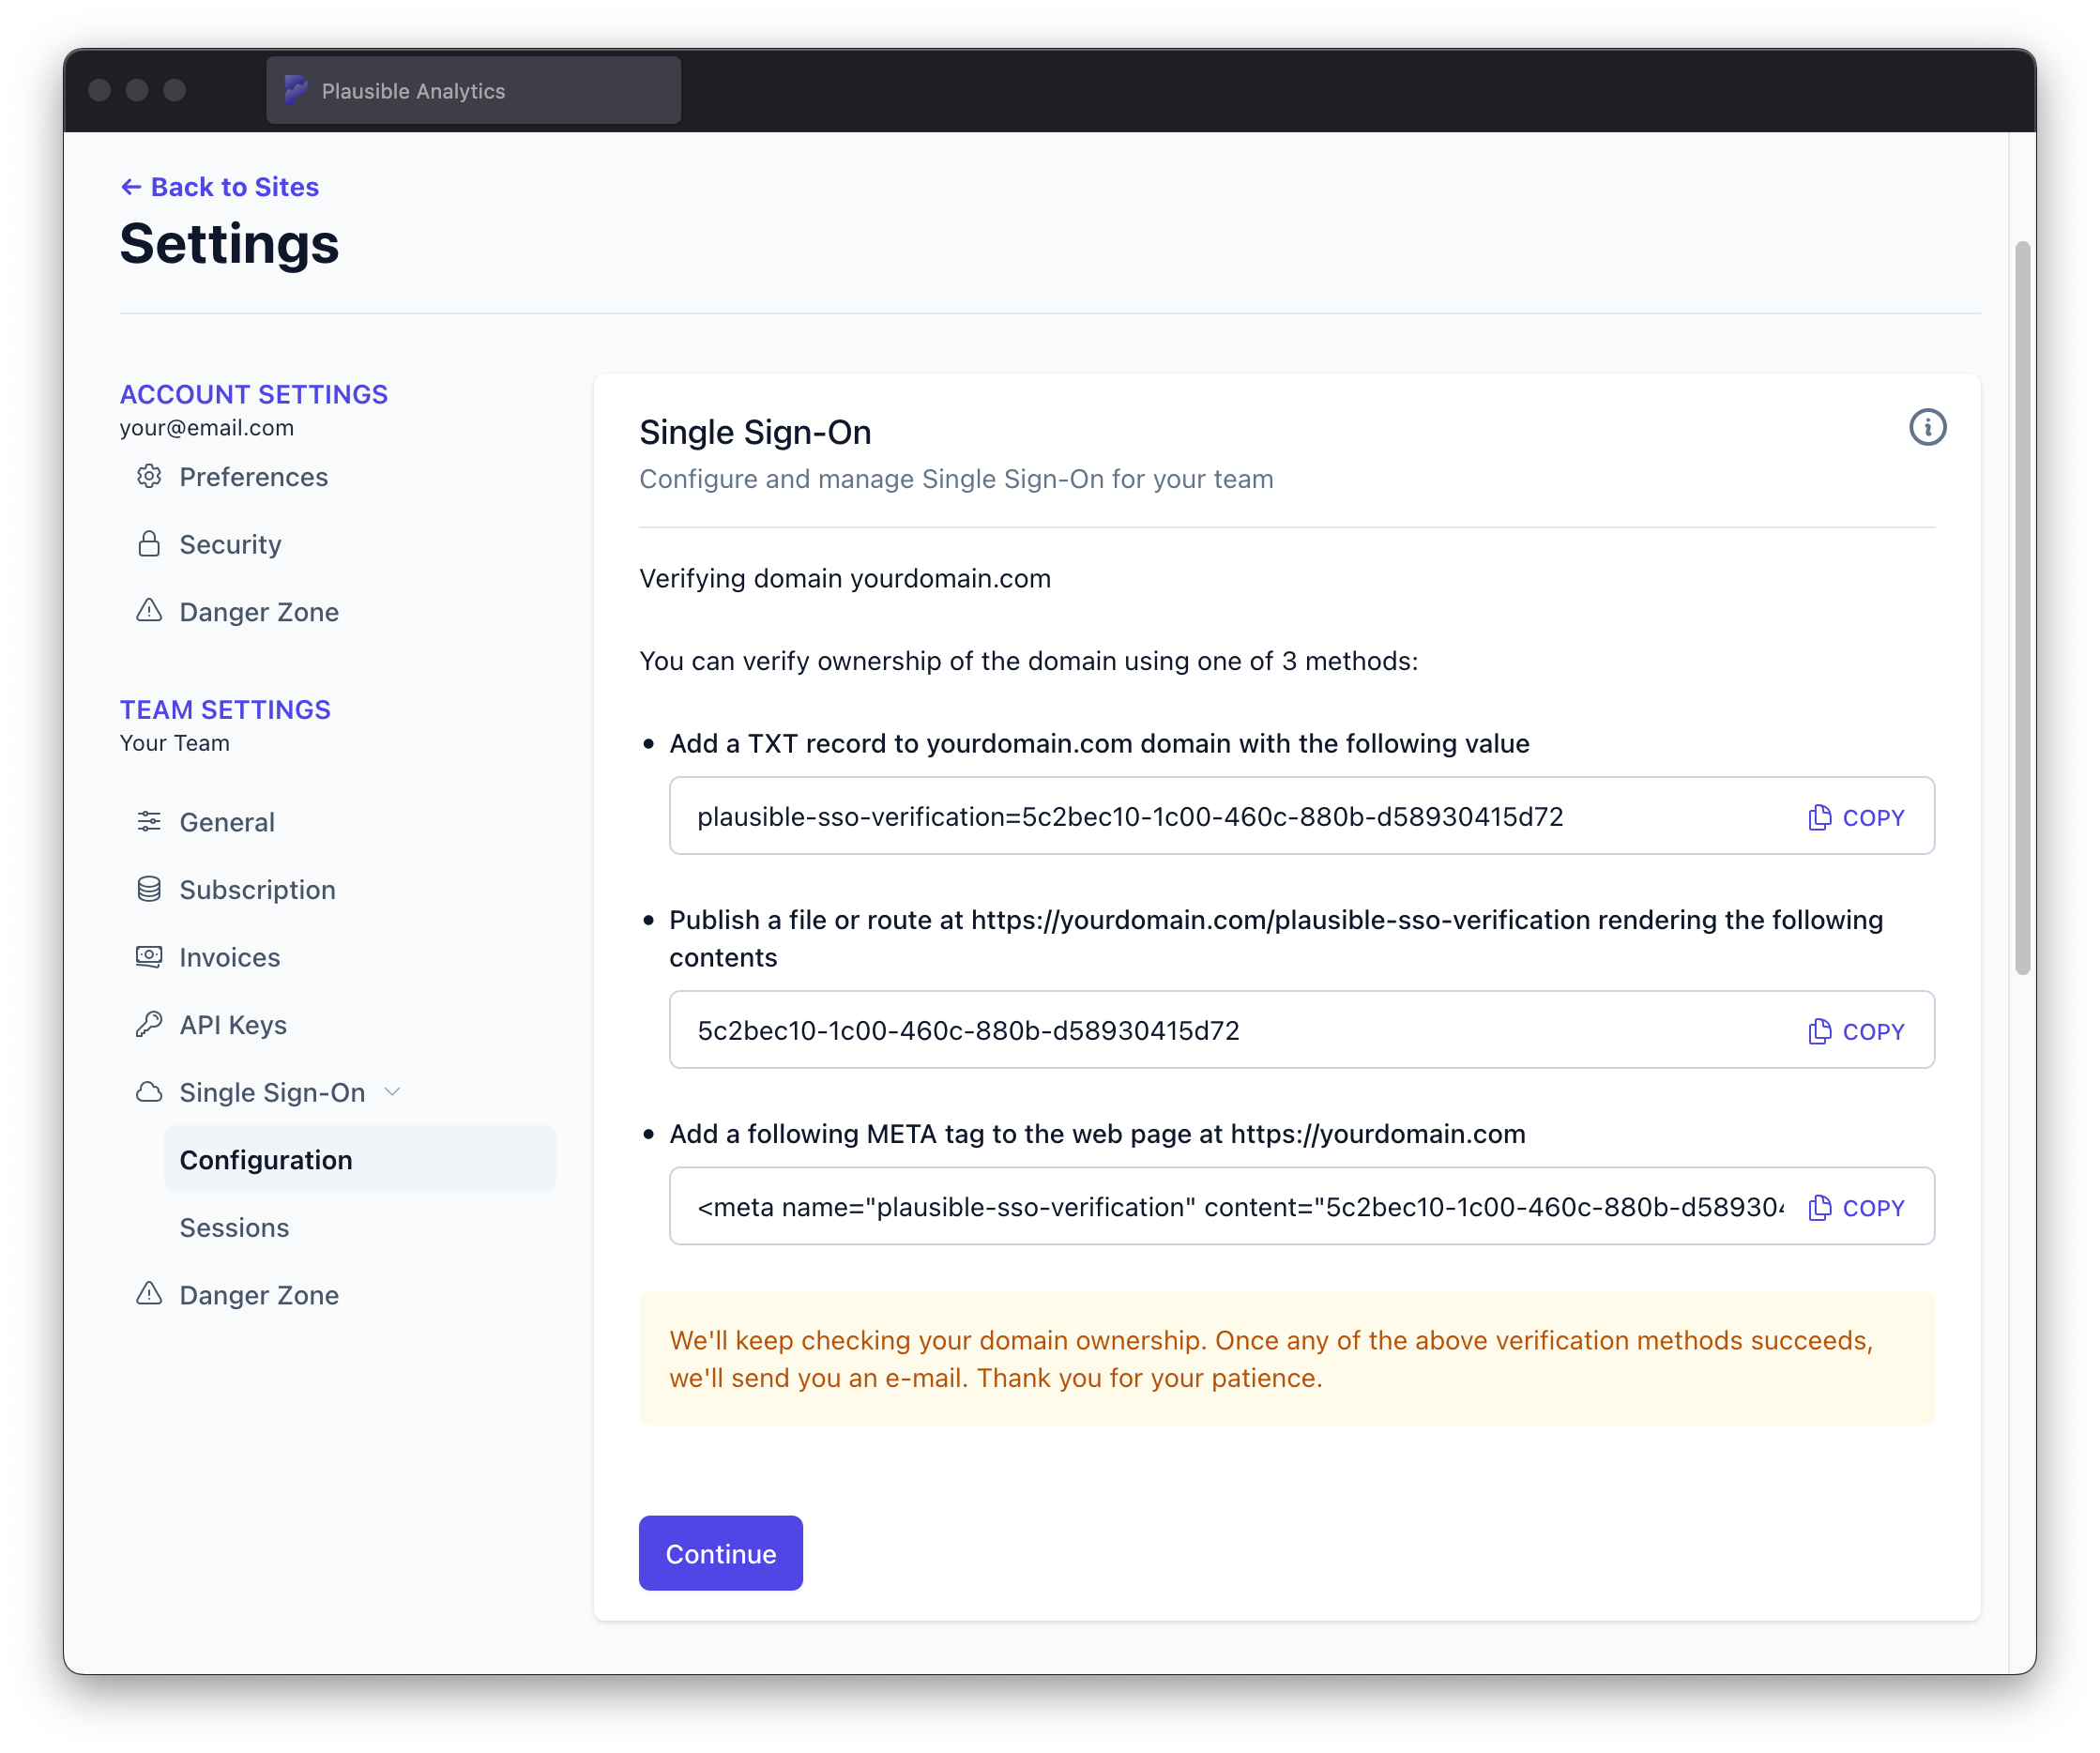 Plausible Analytics
← Back to Sites
Settings
ACCOUNT SETTINGS
your@email.com
Preferences
Security
Danger Zone
TEAM SETTINGS
Your Team
General
Subscription
Invoices
API Keys
Single Sign-On
Configuration
Sessions
Danger Zone
Single Sign-On
Configure and manage Single Sign-On for your team
Verifying domain yourdomain.com
You can verify ownership of the domain using one of 3 methods:
• Add a TXT record to yourdomain.com domain with the following value
plausible-sso-verification=5c2bec10-1c00-460c-880b-d58930415d72 COPY
• Publish a file or route at https://yourdomain.com/plausible-sso-verification rendering the following
contents
5c2bec10-1c00-460c-880b-d58930415d72 COPY
• Add a following META tag to the web page at https://yourdomain.com
<meta name="plausible-sso-verification" content="5c2bec10-1c00-460c-880b-d589304 COPY
We'll keep checking your domain ownership. Once any of the above verification methods succeeds,
we'll send you an e-mail. Thank you for your patience.
Continue